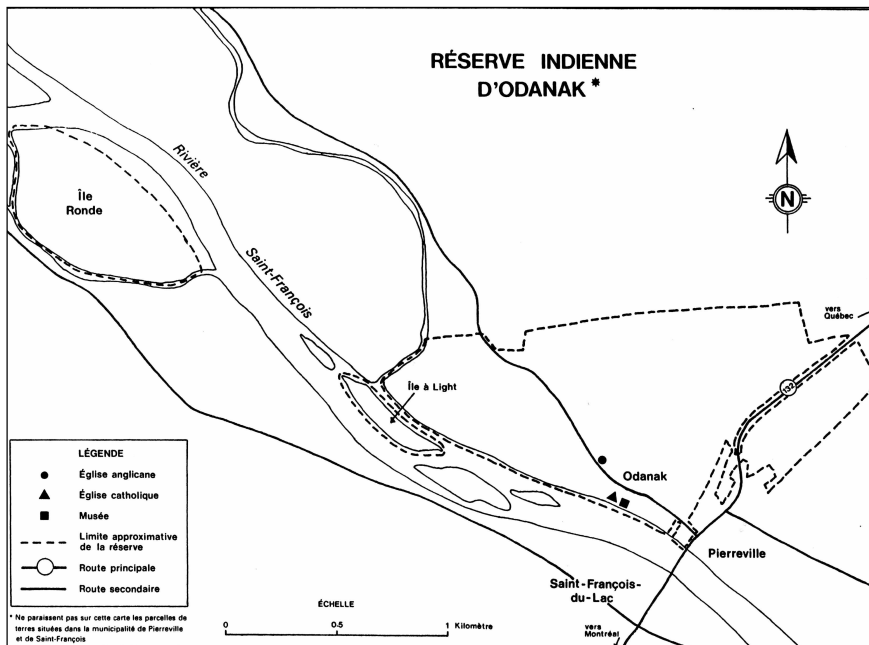 RÉSERVE INDIENNE
D'ODANAK *
Rivière
Saint-François
Île
Ronde
N
vers
Québec
132
Île à Light
Odanak
Pierreville
Saint-François-
du-Lac
vers
Montréal
LÉGENDE
Église anglicane
Église catholique
Musée
Limite approximative
de la réserve
Route principale
Route secondaire
* Ne paraissent pas sur cette carte les parcelles de
terres situées dans la municipalité de Pierreville
et de Saint-François
ÉCHELLE
0 0·5 1 Kilomètre